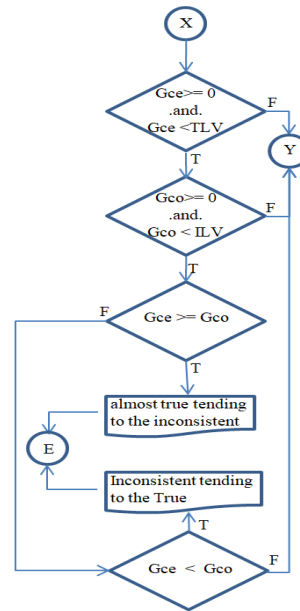 X
Gce>= 0
.and.
Gce <TLV
F
T
Y
Gco>= 0
.and.
Gco < ILV
F
T
Gce >= Gco
F
T
almost true tending
to the inconsistent
E
Inconsistent tending
to the True
T
Gce < Gco
F